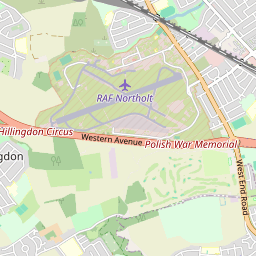 RAF Northolt
Hillingdon Circus
Western Avenue
Polish War Memorial
gdon
West End Road